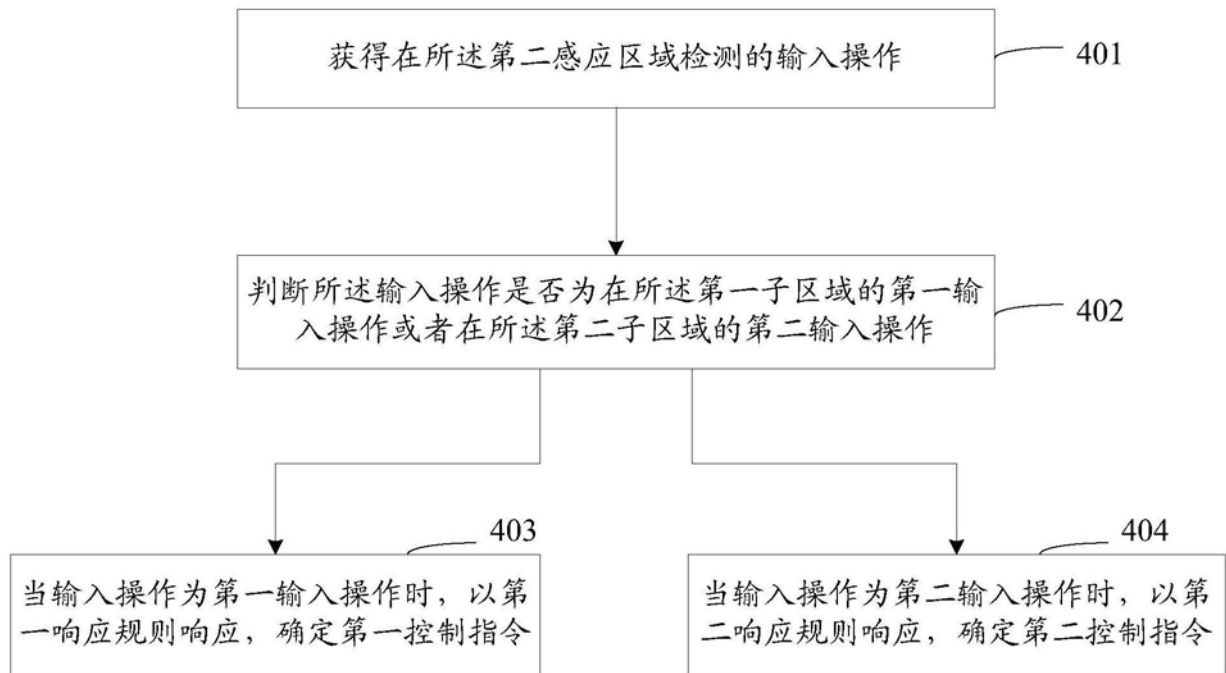 获得在所述第二感应区域检测的输入操作
401
判断所述输入操作是否为在所述第一子区域的第一输
入操作或者在所述第二子区域的第二输入操作
402
403
当输入操作为第一输入操作时，以第
一响应规则响应，确定第一控制指令
404
当输入操作为第二输入操作时，以第
二响应规则响应，确定第二控制指令